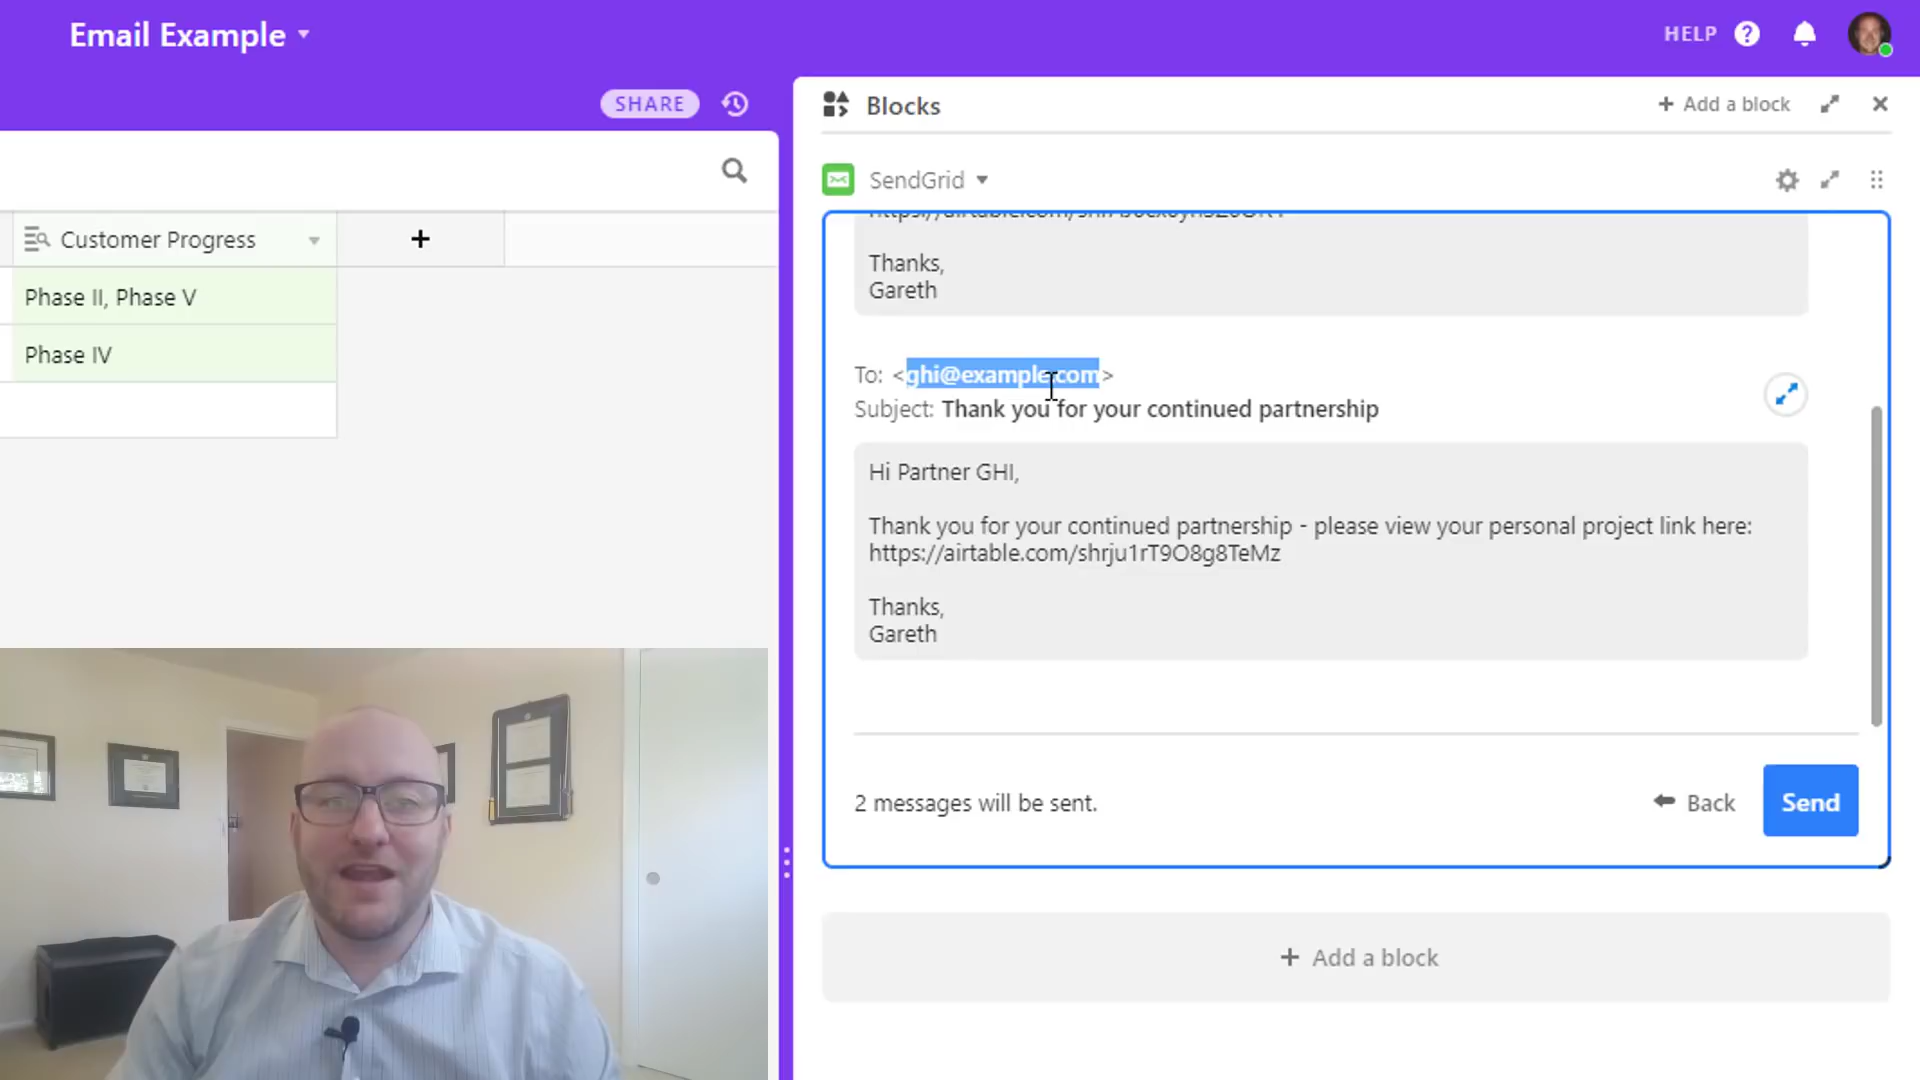 Email Example
HELP
SHARE
Blocks
+ Add a block
SendGrid
Customer Progress
+
Phase II, Phase V
Phase IV
Thanks,
Gareth
To: <ghi@example.com>
Subject: Thank you for your continued partnership
Hi Partner GHI,
Thank you for your continued partnership - please view your personal project link here:
https://airtable.com/shrju1rT9O8g8TeMz
Thanks,
Gareth
2 messages will be sent.
Back
Send
+ Add a block